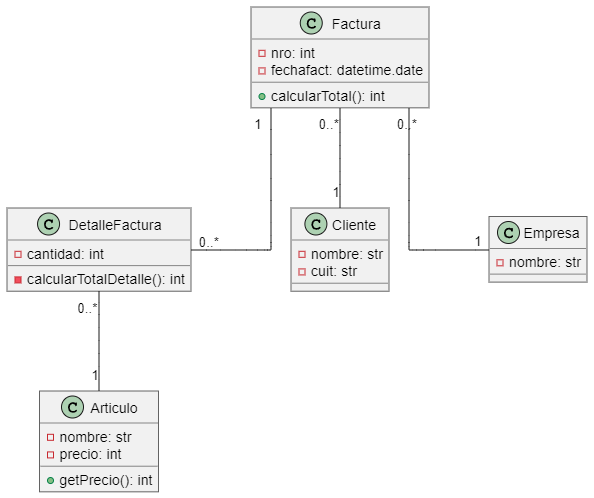 C Factura
nro: int
fechafact: datetime.date
calcularTotal(): int
1
0..*
0..*
0..*
1
1
C DetalleFactura
cantidad: int
calcularTotalDetalle(): int
C Cliente
nombre: str
cuit: str
C Empresa
nombre: str
0..*
1
C Articulo
nombre: str
precio: int
getPrecio(): int